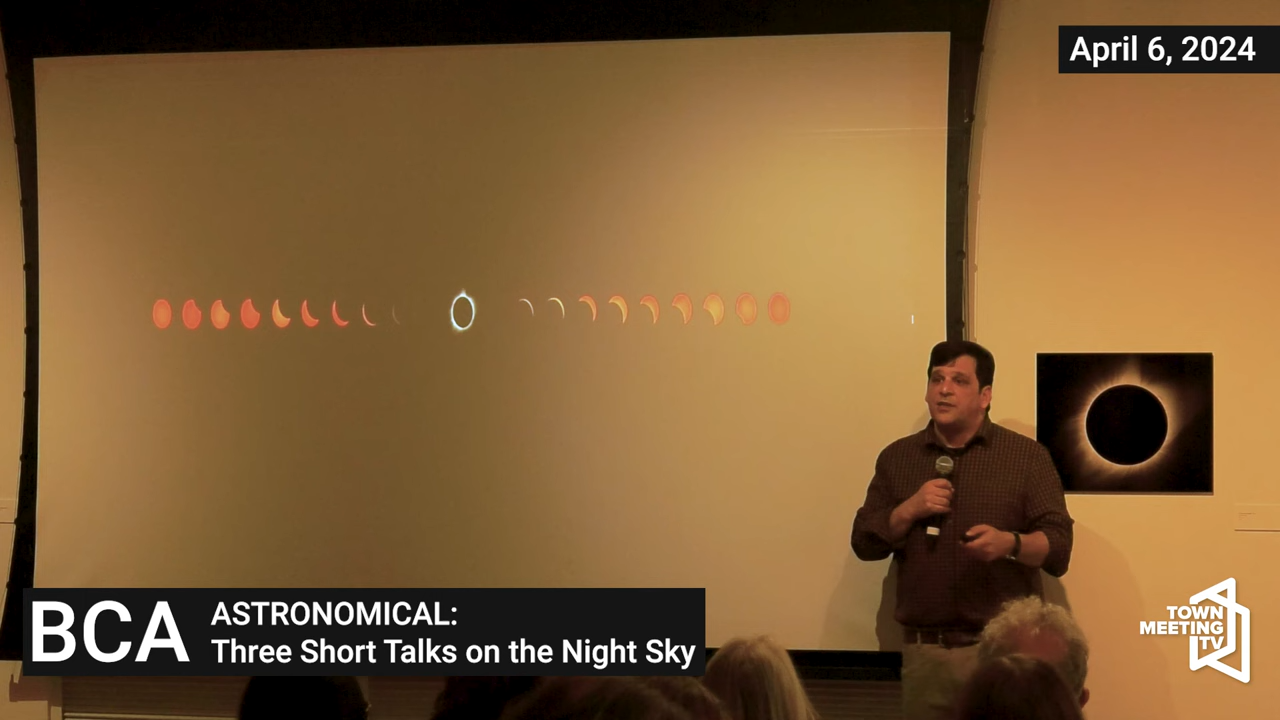 April 6, 2024
BCA
ASTRONOMICAL:
Three Short Talks on the Night Sky
TOWN
MEETING
TV